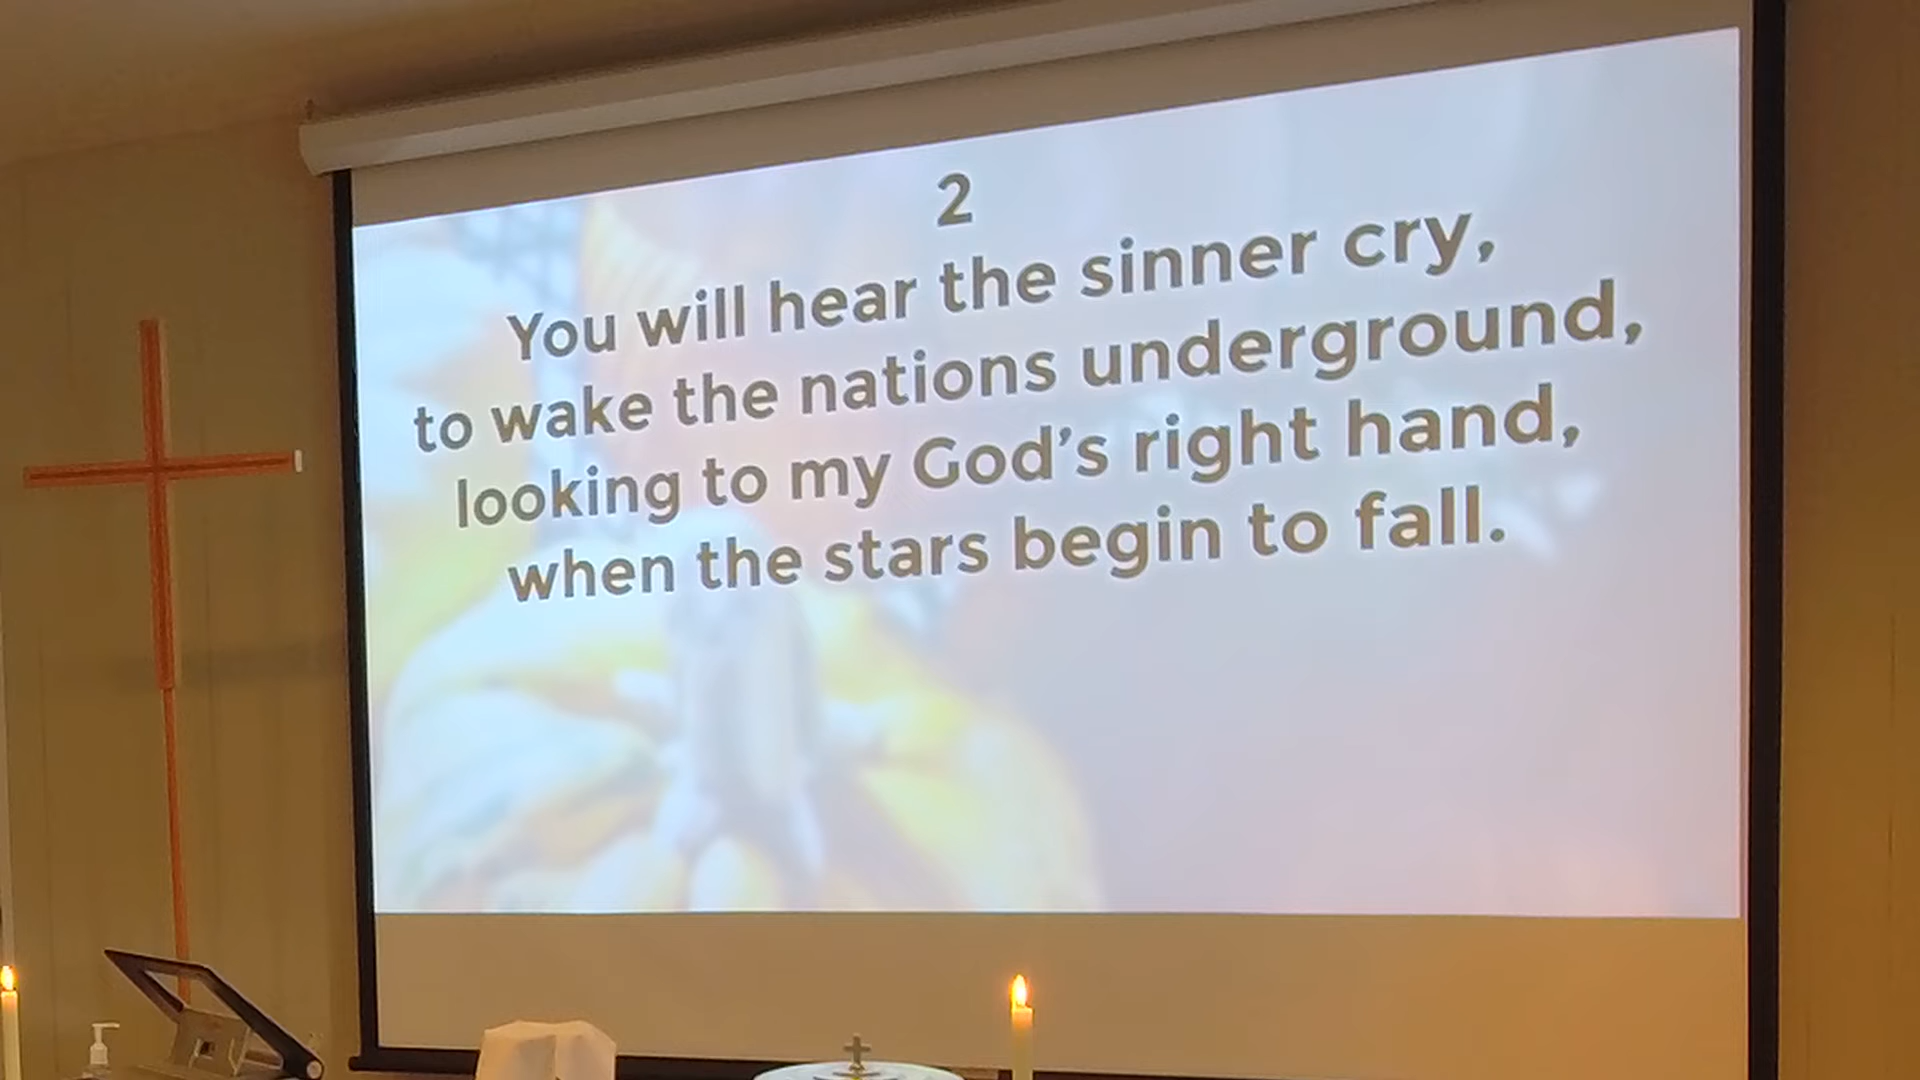 2
You will hear the sinner cry,
to wake the nations underground,
looking to my God's right hand,
when the stars begin to fall.